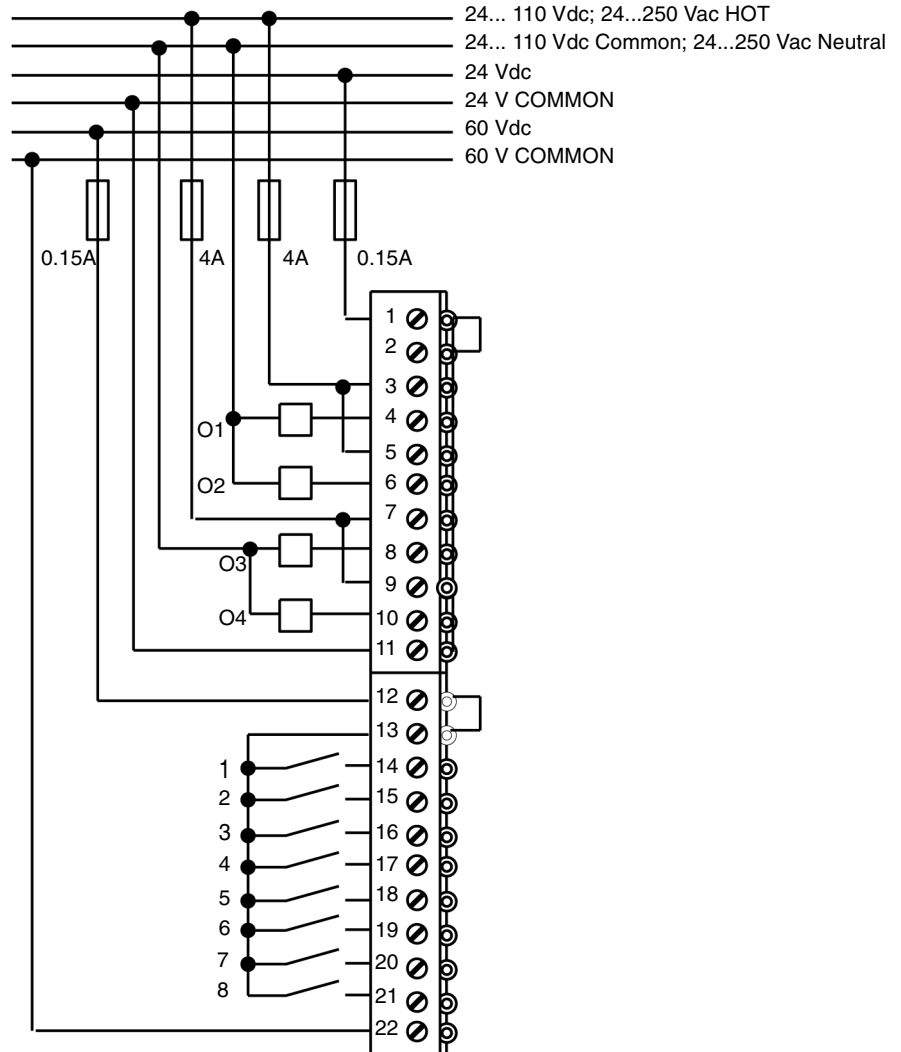 24... 110 Vdc; 24...250 Vac HOT
24... 110 Vdc Common; 24...250 Vac Neutral
24 Vdc
24 V COMMON
60 Vdc
60 V COMMON
0.15A
4A
4A
0.15A
1
2
3
O1
4
5
O2
6
7
O3
8
9
O4
10
11
12
13
1
14
2
15
3
16
4
17
5
18
6
19
7
20
8
21
22